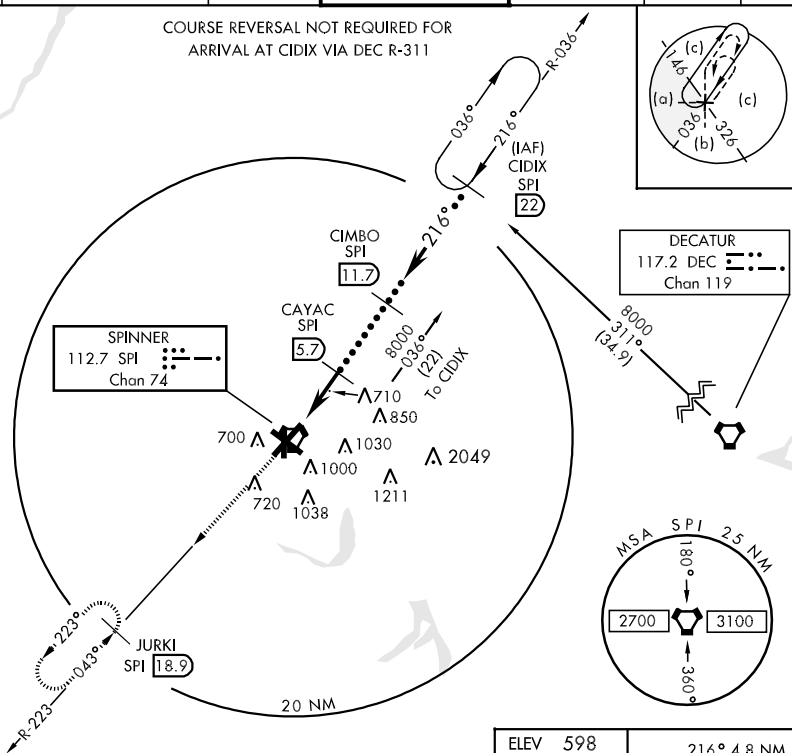 COURSE REVERSAL NOT REQUIRED FOR
ARRIVAL AT CIDIX VIA DEC R-311
R-036
036°
216°
(IAF)
CIDIX
SPI
22
146
(c)
(a)
(c)
036
(b)
326
216°
CIMBO
SPI
11.7
CAYAC
SPI
5.7
8000
036°
(22)
To CIDIX
DECATUR
117.2 DEC
Chan 119
8000
311°
(34.9)
SPINNER
112.7 SPI
Chan 74
710
850
700
1030
2049
1000
720
1211
1038
MSA SPI 25 NM
180°
2700
3100
360°
223°
043°
JURKI
SPI 18.9
R-223
20 NM
ELEV 598
216° 4.8 NM